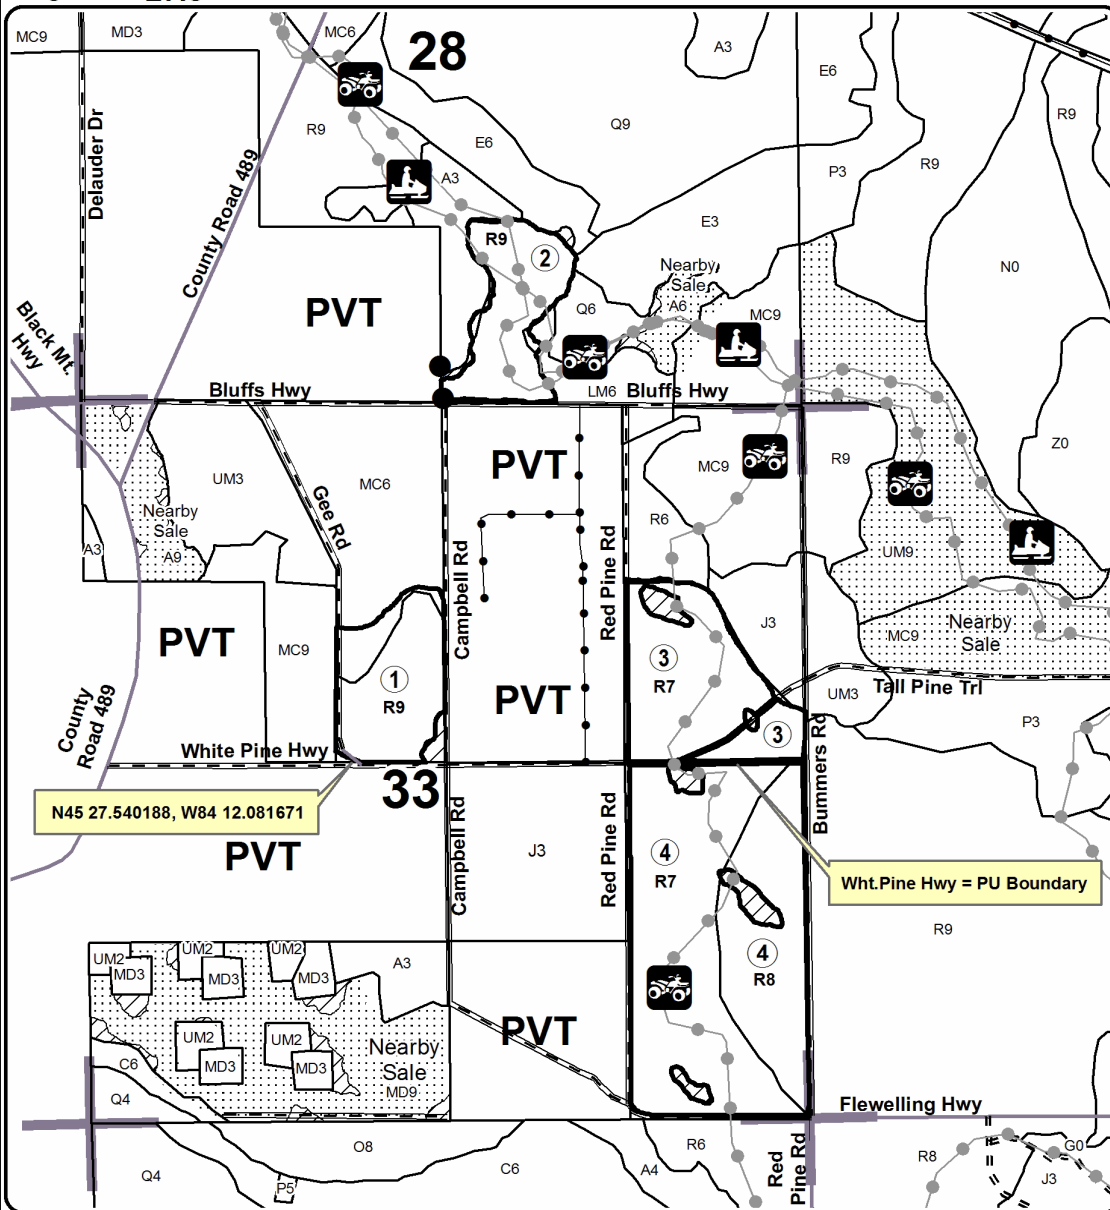 MC9
MD3
MC6
28
A3
E6
R9
Q9
R9
E6
P3
R9
Delauder Dr
County Road 489
A3
E3
R9
2
N0
Nearby
Sale
A6
Q6
MC9
PVT
Black Mt.
Hwy
Bluffs Hwy
LM6
Bluffs Hwy
PVT
MC9
R9
Z0
UM3
MC6
Gee Rd
Nearby
Sale
A9
A3
R6
UM9
Campbell Rd
Red Pine Rd
J3
Nearby
Sale
MC9
PVT
MC9
1
R9
3
R7
PVT
Tall Pine Trl
UM3
P3
County
Road 489
White Pine Hwy
3
Bummers Rd
33
N45 27.540188, W84 12.081671
PVT
Campbell Rd
J3
Red Pine Rd
4
R7
Wht.Pine Hwy = PU Boundary
R9
4
R8
UM2
MD3
UM2
MD3
UM2
MD3
A3
UM2
MD3
UM2
MD3
Nearby
Sale
MD9
PVT
C6
Q4
Flewelling Hwy
Q4
P5
O8
C6
A4
R6
Red
Pine Rd
R8
G0
J3